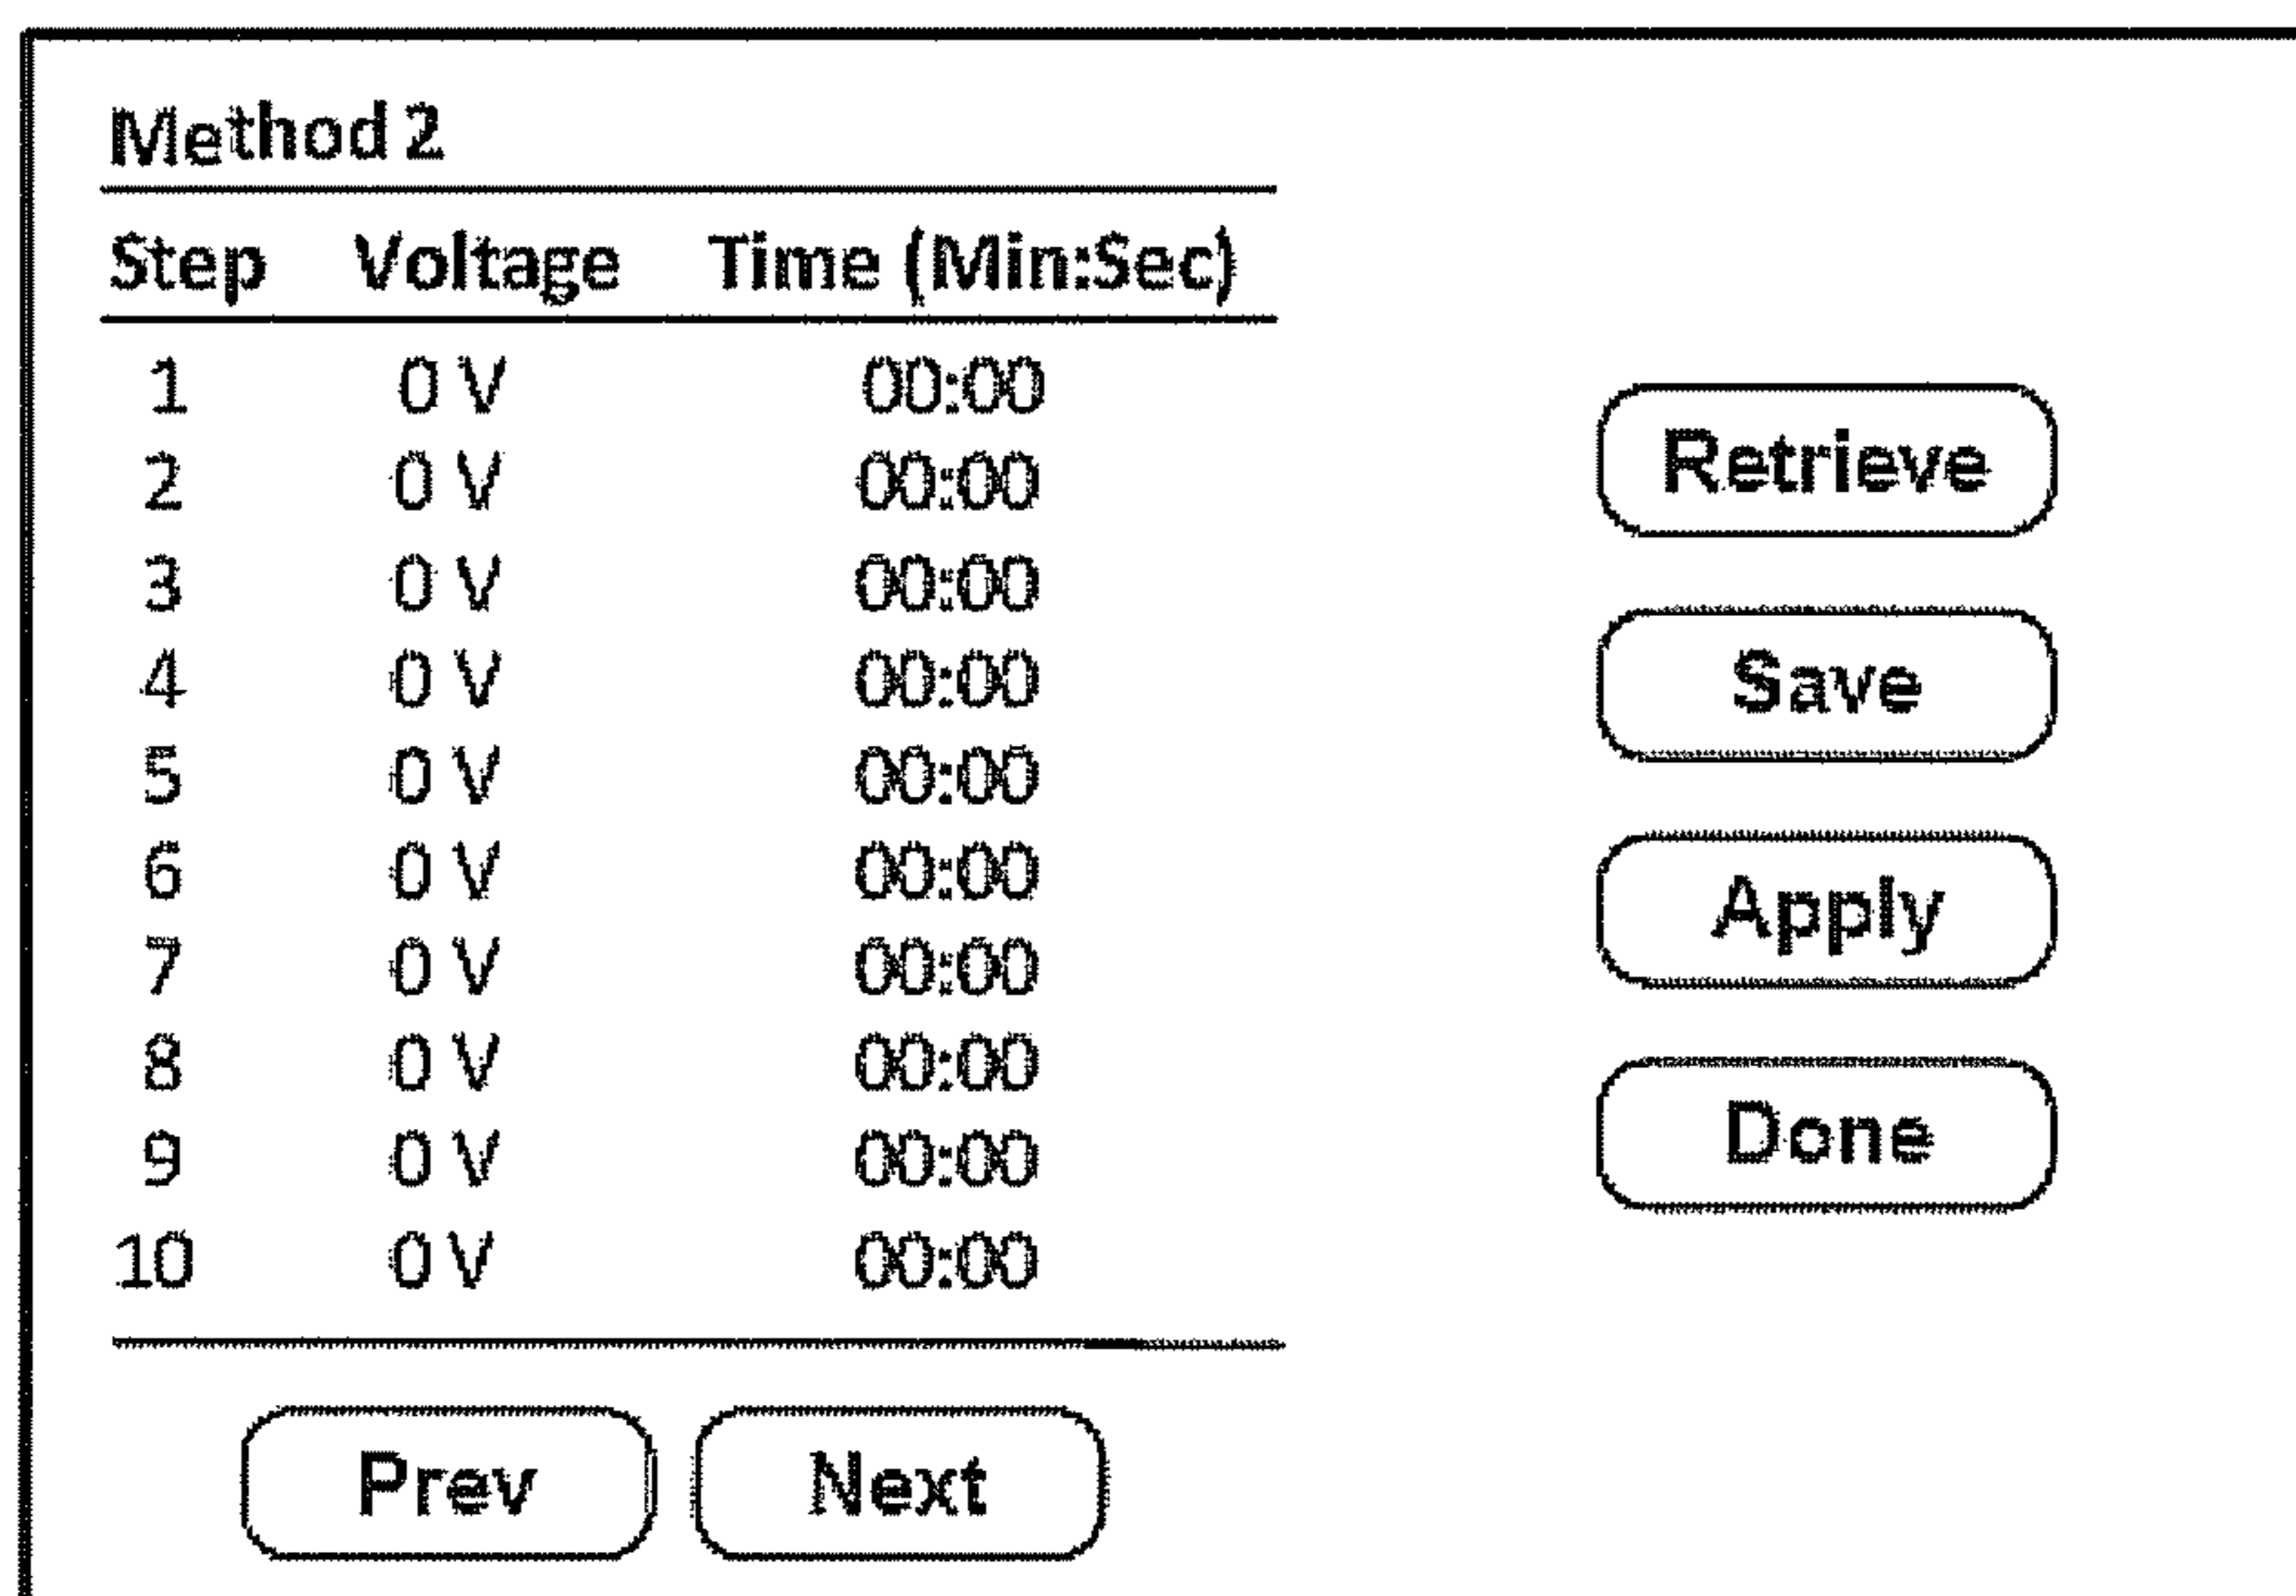 Method 2
Step Voltage Time (Min:Sec)
1 0 V 00:00
2 0 V 00:00
3 0 V 00:00
4 0 V 00:00
5 0 V 00:00
6 0 V 00:00
7 0 V 00:00
8 0 V 00:00
9 0 V 00:00
10 0 V 00:00
Prev Next
Retrieve
Save
Apply
Done